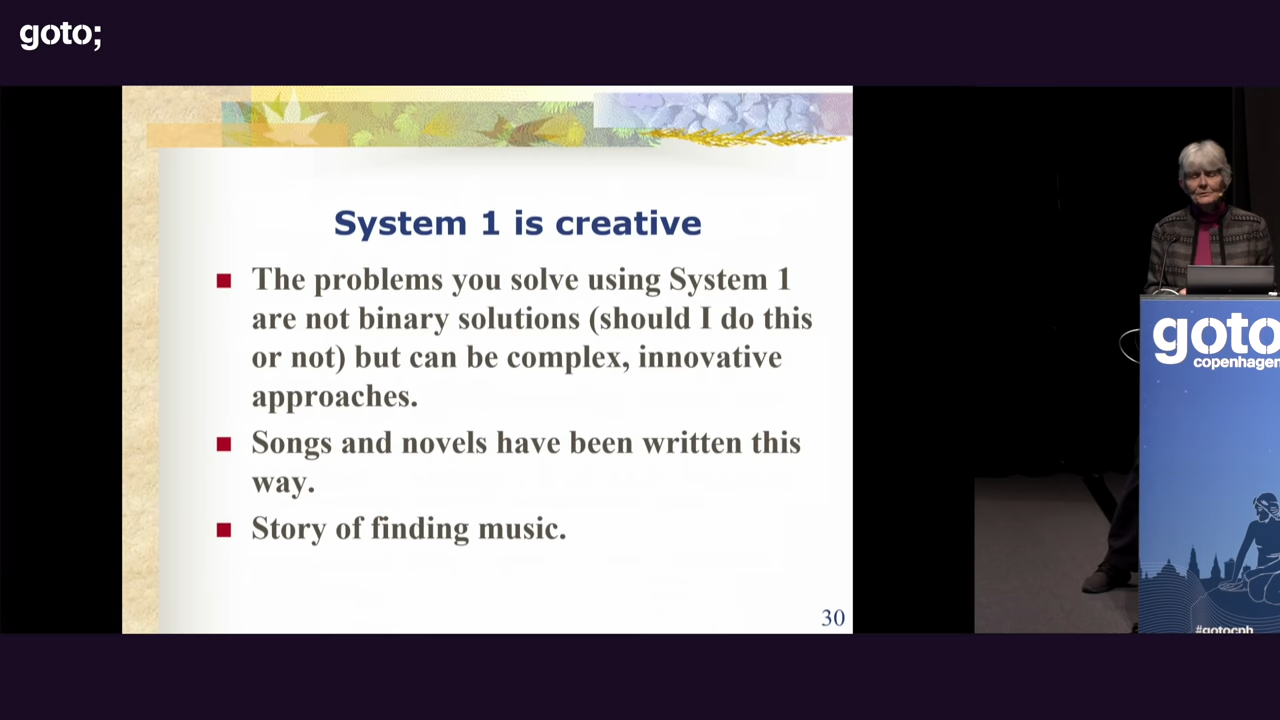 goto;
System 1 is creative
The problems you solve using System 1
are not binary solutions (should I do this
or not) but can be complex, innovative
approaches.
Songs and novels have been written this
way.
Story of finding music.
30
goto
copenhagen
#gotocph